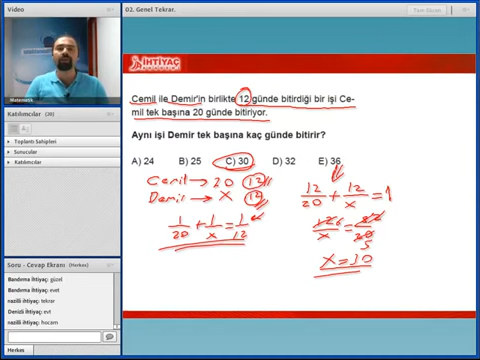 Video
02. Genel Tekrar.
Tam Ekran
Matematik
Katılımcılar
Toplantı Sahipleri
Sunucular
Katılımcılar
Soru - Cevap Ekranı
Herkes
Bandırma İhtiyaç: güzel
Bandırma İhtiyaç: evet
nazilli ihtiyaç: tekrar
Denizli İhtiyaç: evt
nazilli ihtiyaç: hocam
Herkes
İHTİYAÇ
Cemil ile Demir'in birlikte 12 günde bitirdiği bir işi Ce-
mil tek başına 20 günde bitiriyor.
Aynı işi Demir tek başına kaç günde bitirir?
A) 24 B) 25 C) 30 D) 32 E) 36
Cemil → 20 12
Demir → x 12
1/20 + 1/x = 1/12
12/20 + 12/x = 1
x = 30